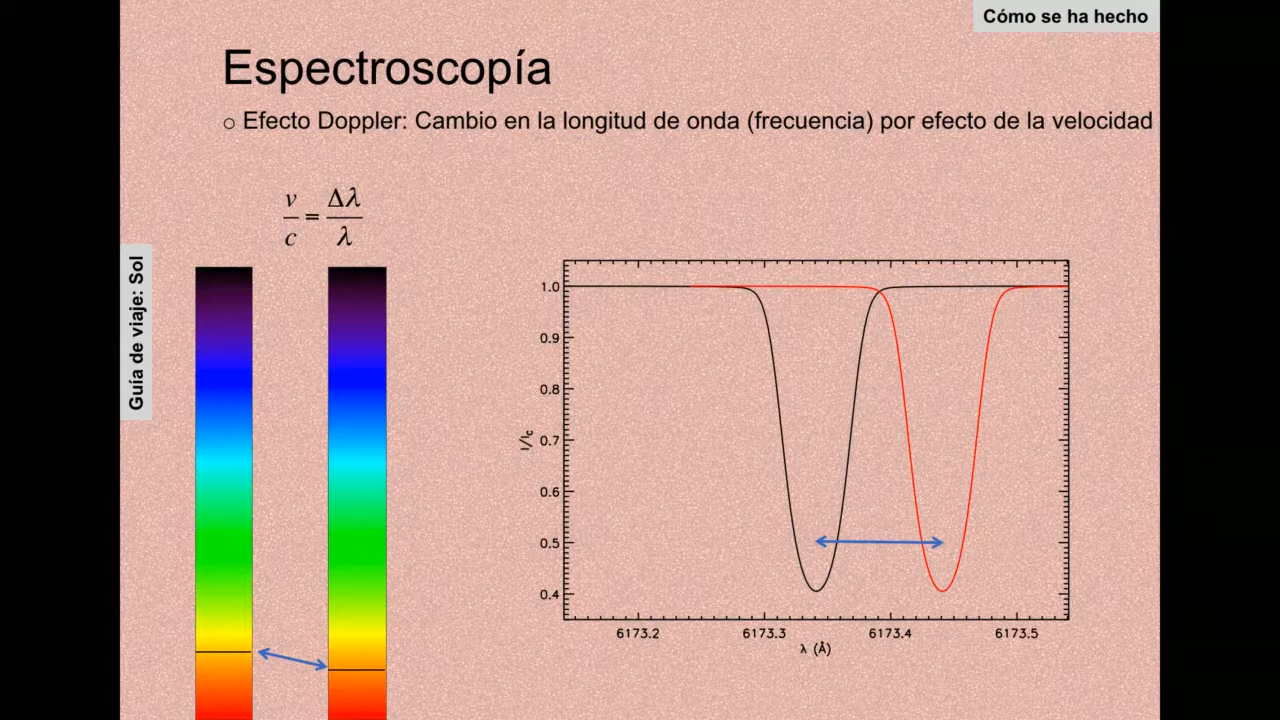 Cómo se ha hecho
Espectroscopía
o Efecto Doppler: Cambio en la longitud de onda (frecuencia) por efecto de la velocidad
v/c = Δλ/λ
Guía de viaje: Sol
1.0
0.9
0.8
0.7
0.6
0.5
0.4
I/Ic
6173.2 6173.3 6173.4 6173.5
λ (Å)